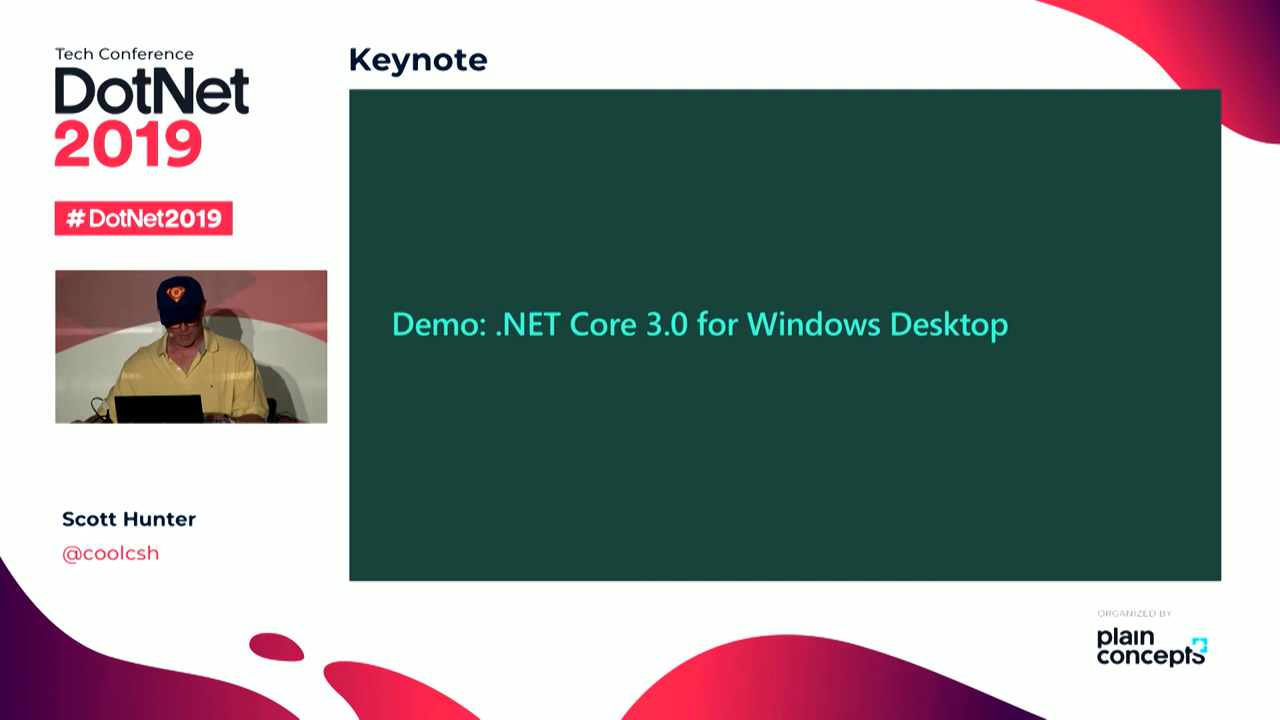 Tech Conference
DotNet
2019
#DotNet2019
Keynote
Demo: .NET Core 3.0 for Windows Desktop
Scott Hunter
@coolcsh
ORGANIZED BY
plain
concepts